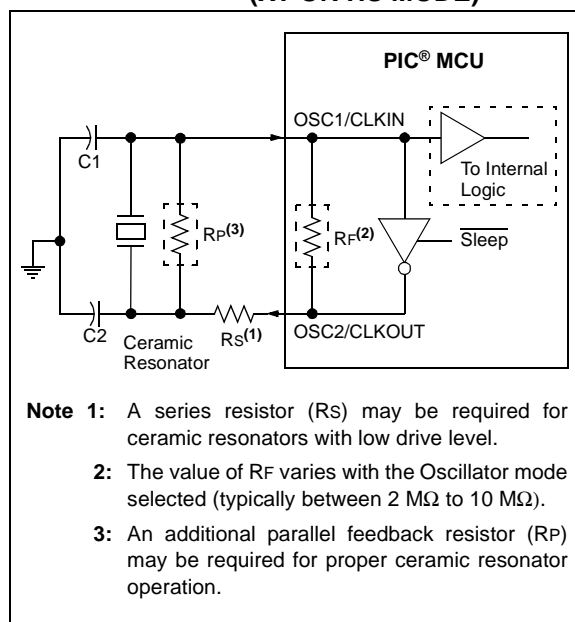 (XT OR HS MODE)
PIC® MCU
OSC1/CLKIN
C1
To Internal
Logic
RP(3)
RF(2)
Sleep
C2
Ceramic
Resonator
RS(1)
OSC2/CLKOUT
Note 1: A series resistor (RS) may be required for
ceramic resonators with low drive level.
2: The value of RF varies with the Oscillator mode
selected (typically between 2 MΩ to 10 MΩ).
3: An additional parallel feedback resistor (RP)
may be required for proper ceramic resonator
operation.